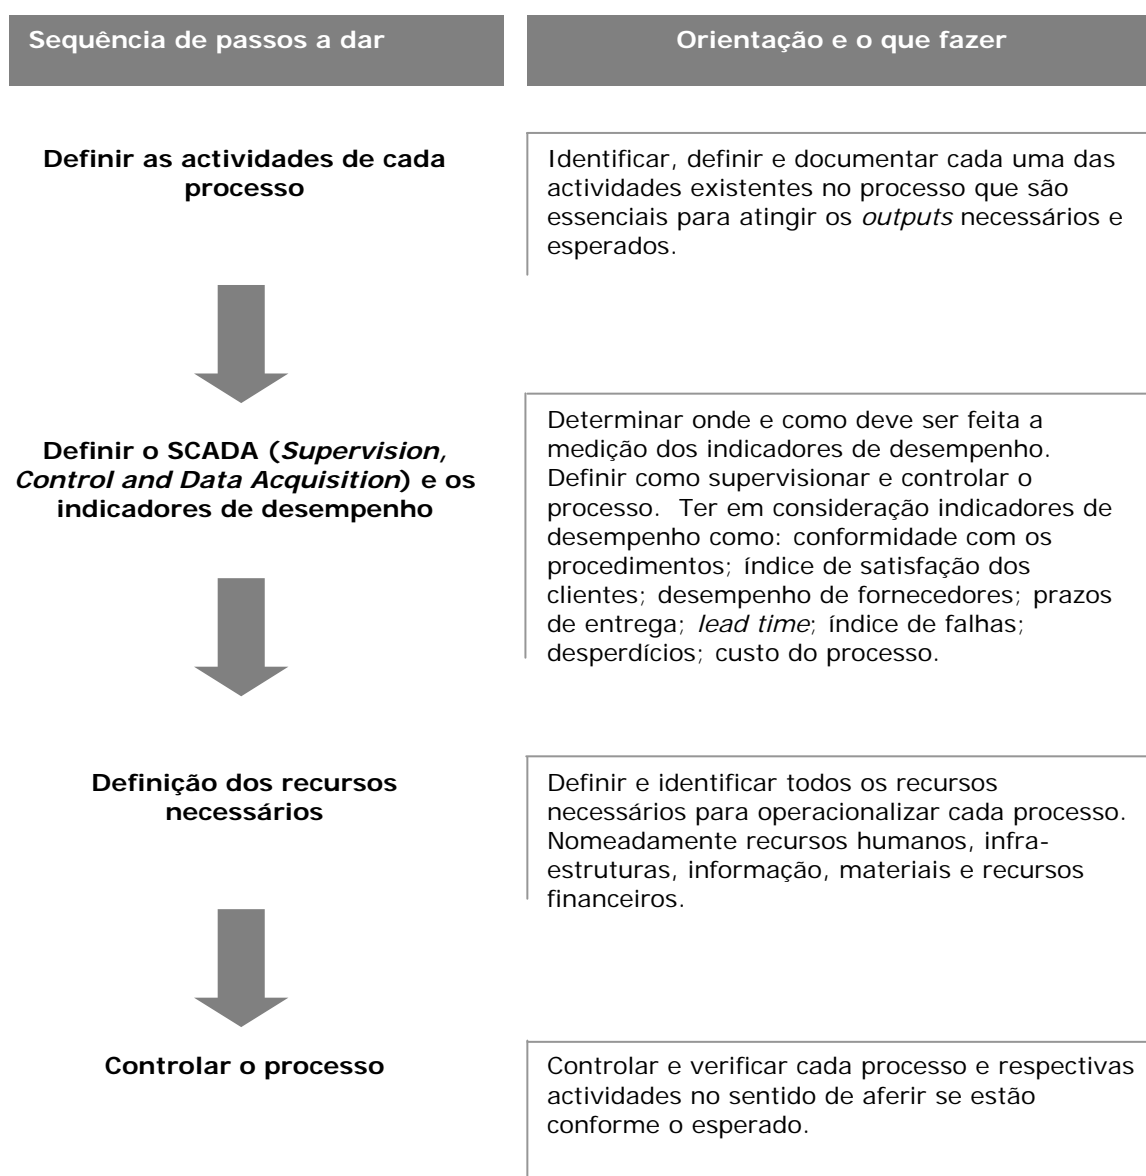 Sequência de passos a dar
Orientação e o que fazer
Definir as actividades de cada
processo
Identificar, definir e documentar cada uma das
actividades existentes no processo que são
essenciais para atingir os outputs necessários e
esperados.
Definir o SCADA (Supervision,
Control and Data Acquisition) e os
indicadores de desempenho
Determinar onde e como deve ser feita a
medição dos indicadores de desempenho.
Definir como supervisionar e controlar o
processo. Ter em consideração indicadores de
desempenho como: conformidade com os
procedimentos; índice de satisfação dos
clientes; desempenho de fornecedores; prazos
de entrega; lead time; índice de falhas;
desperdícios; custo do processo.
Definição dos recursos
necessários
Definir e identificar todos os recursos
necessários para operacionalizar cada processo.
Nomeadamente recursos humanos, infra-
estruturas, informação, materiais e recursos
financeiros.
Controlar o processo
Controlar e verificar cada processo e respectivas
actividades no sentido de aferir se estão
conforme o esperado.